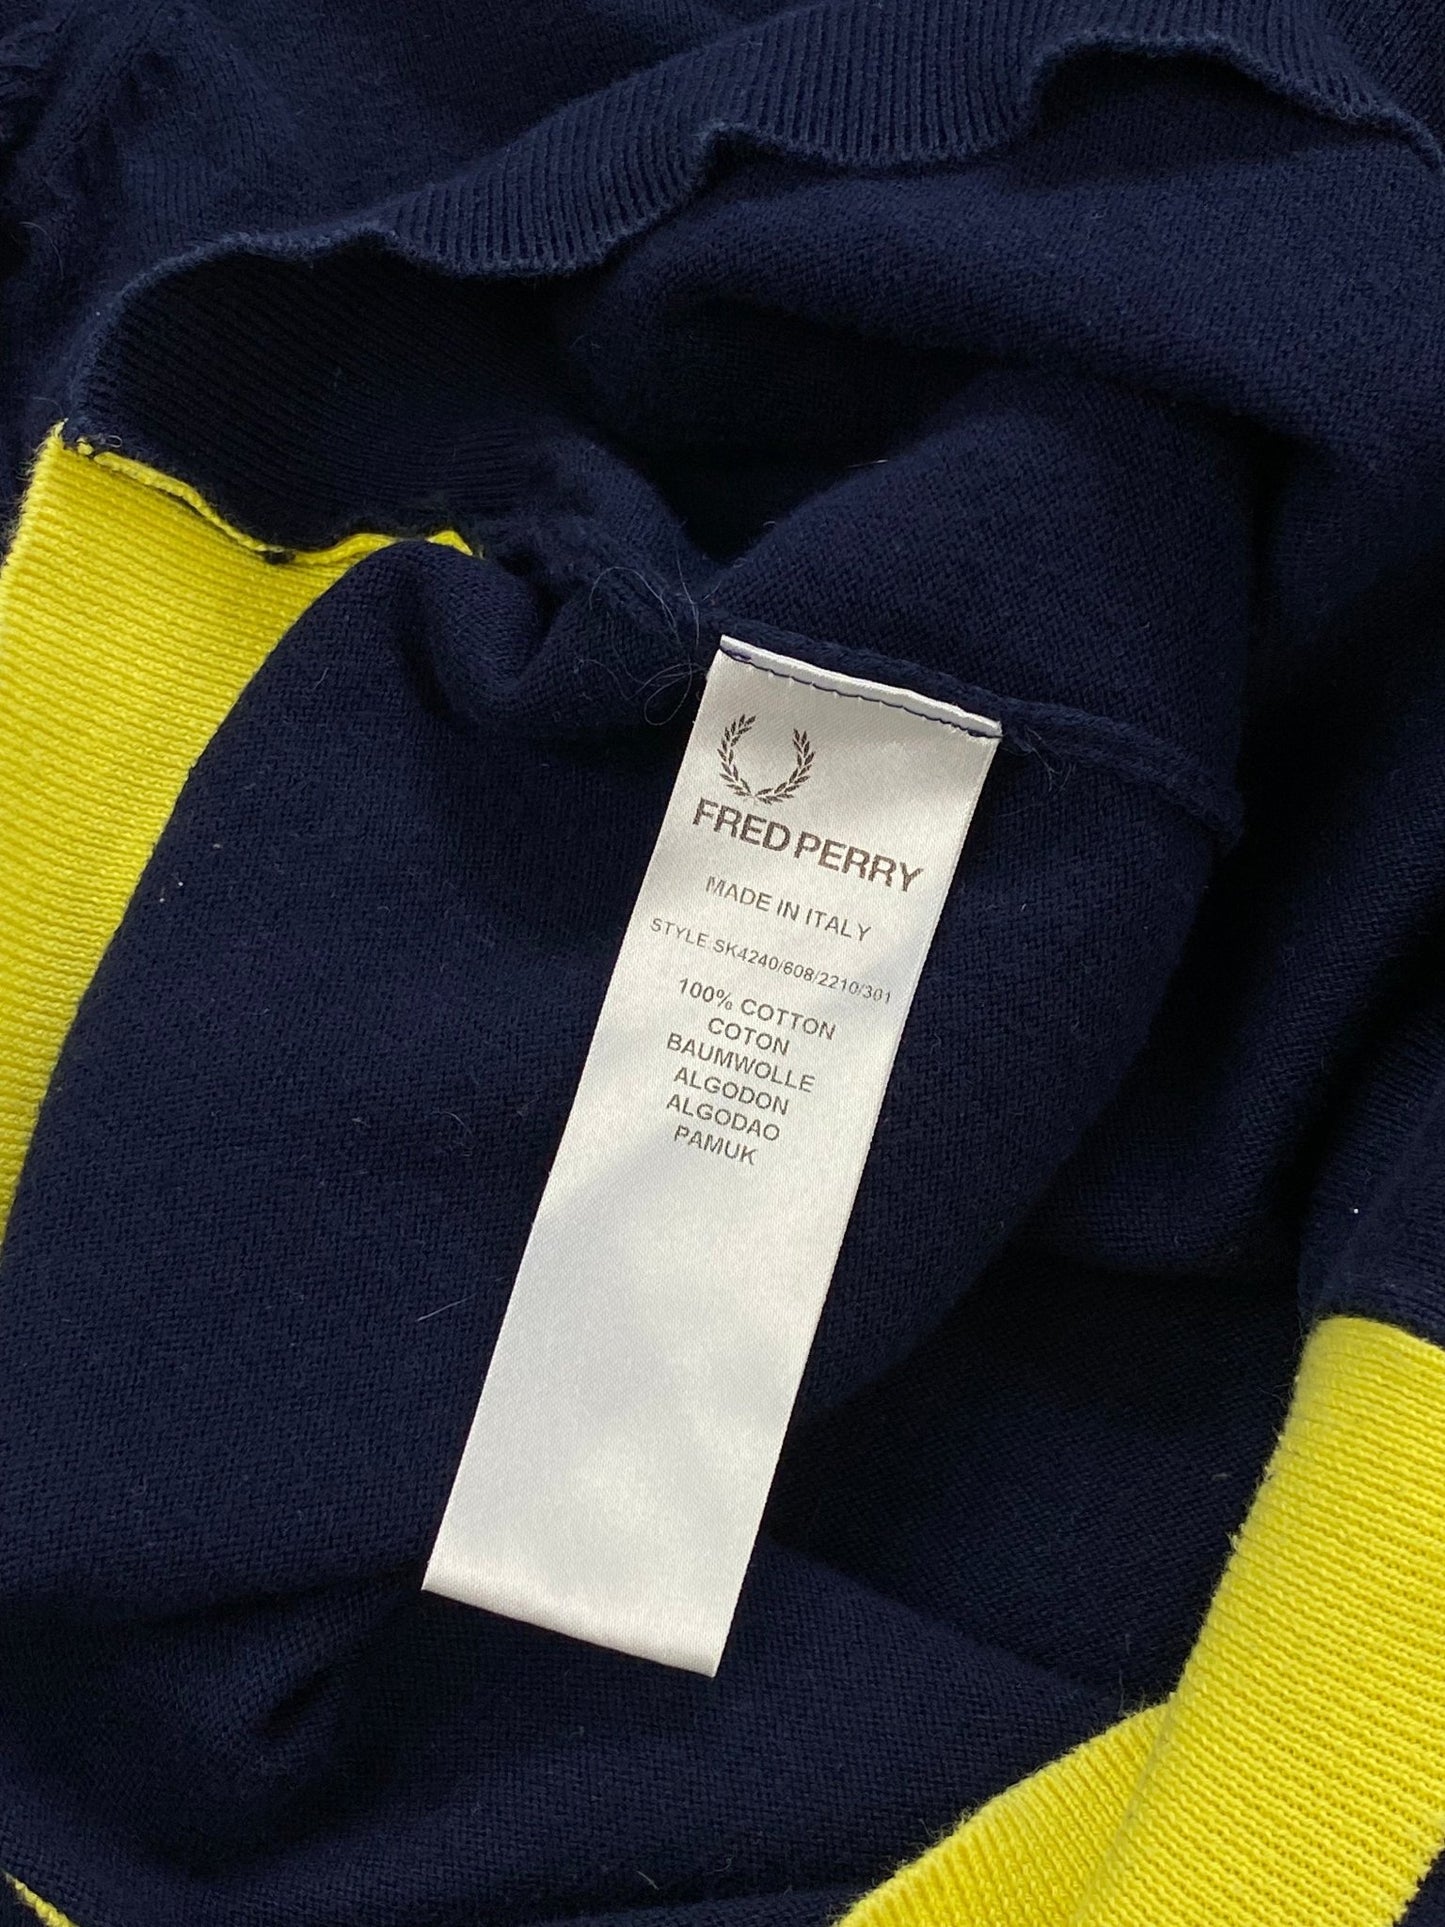 FRED PERRY
MADE IN ITALY
STYLE SK4240/608/2210/301
100% COTTON
COTON
BAUMWOLLE
ALGODON
ALGODAO
PAMUK